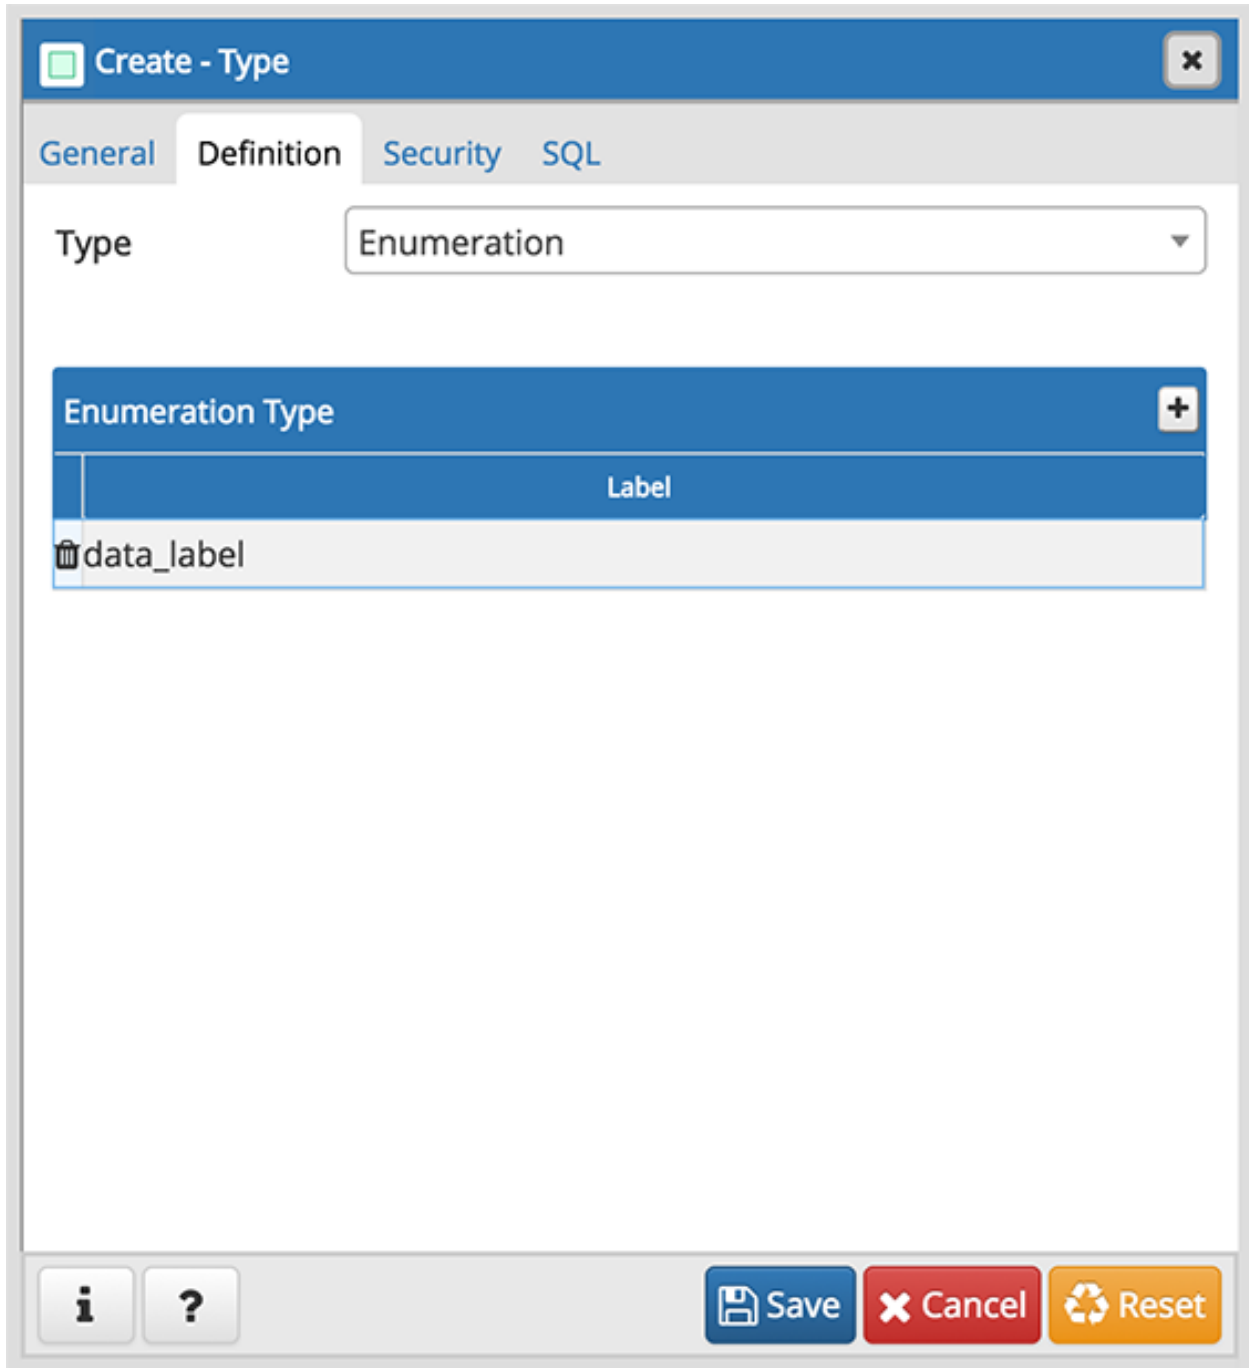 Create - Type
General Definition Security SQL
Type Enumeration
Enumeration Type
Label
data_label
Save Cancel Reset